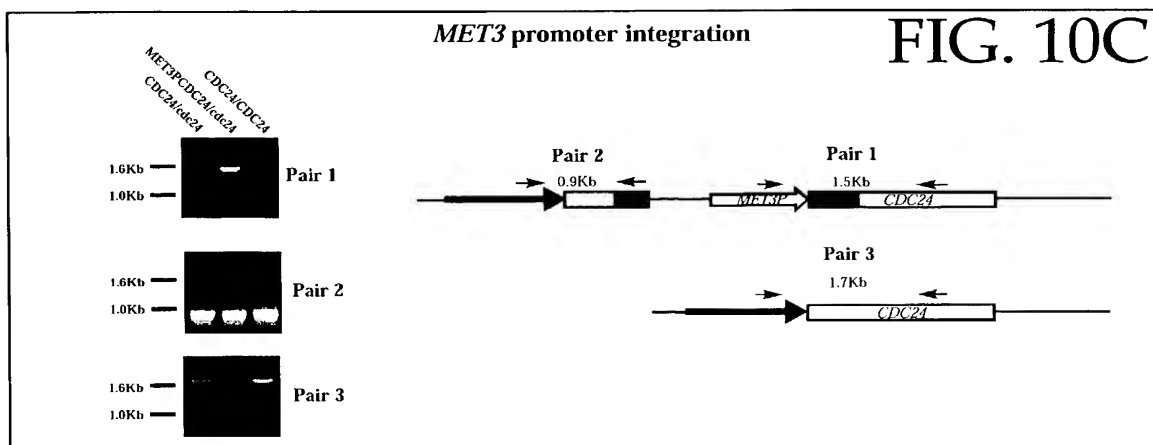 MET3 promoter integration
FIG. 10C
CDC24/cdc24
MET3PCDC24/cdc24
CDC24/CDC24
1.6Kb
1.0Kb
Pair 1
1.6Kb
1.0Kb
Pair 2
1.6Kb
1.0Kb
Pair 3
Pair 2
0.9Kb
Pair 1
1.5Kb
MET3P
CDC24
Pair 3
1.7Kb
CDC24